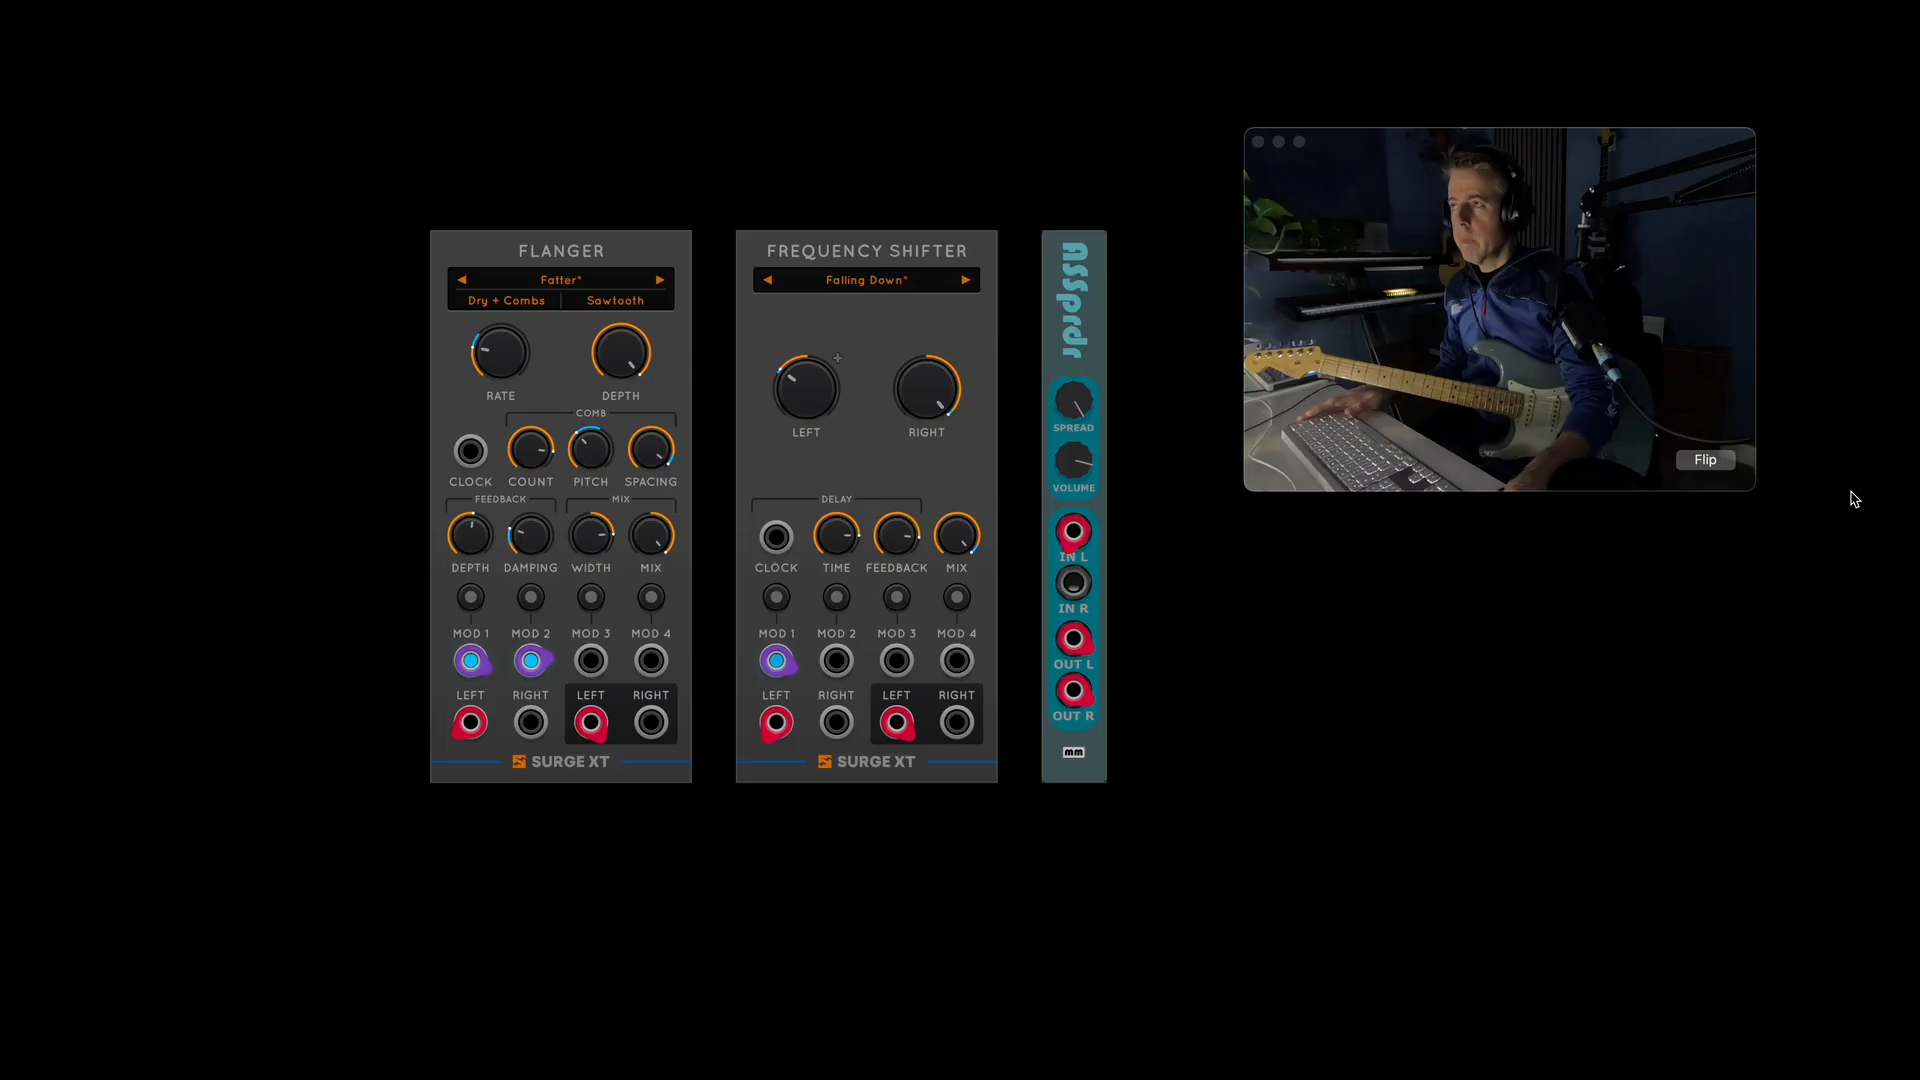 FLANGER
Fatter*
Dry + Combs Sawtooth
RATE DEPTH
COMB
CLOCK COUNT PITCH SPACING
FEEDBACK MIX
DEPTH DAMPING WIDTH MIX
MOD 1 MOD 2 MOD 3 MOD 4
LEFT RIGHT LEFT RIGHT
SURGE XT
FREQUENCY SHIFTER
Falling Down*
LEFT RIGHT
DELAY
CLOCK TIME FEEDBACK MIX
MOD 1 MOD 2 MOD 3 MOD 4
LEFT RIGHT LEFT RIGHT
SURGE XT
SPREAD
VOLUME
IN L
IN R
OUT L
OUT R
mm
Flip